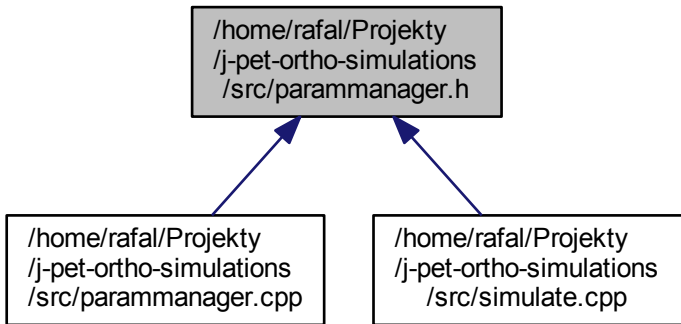 /home/rafal/Projekty
/j-pet-ortho-simulations
/src/parammanager.h
/home/rafal/Projekty
/j-pet-ortho-simulations
/src/parammanager.cpp
/home/rafal/Projekty
/j-pet-ortho-simulations
/src/simulate.cpp